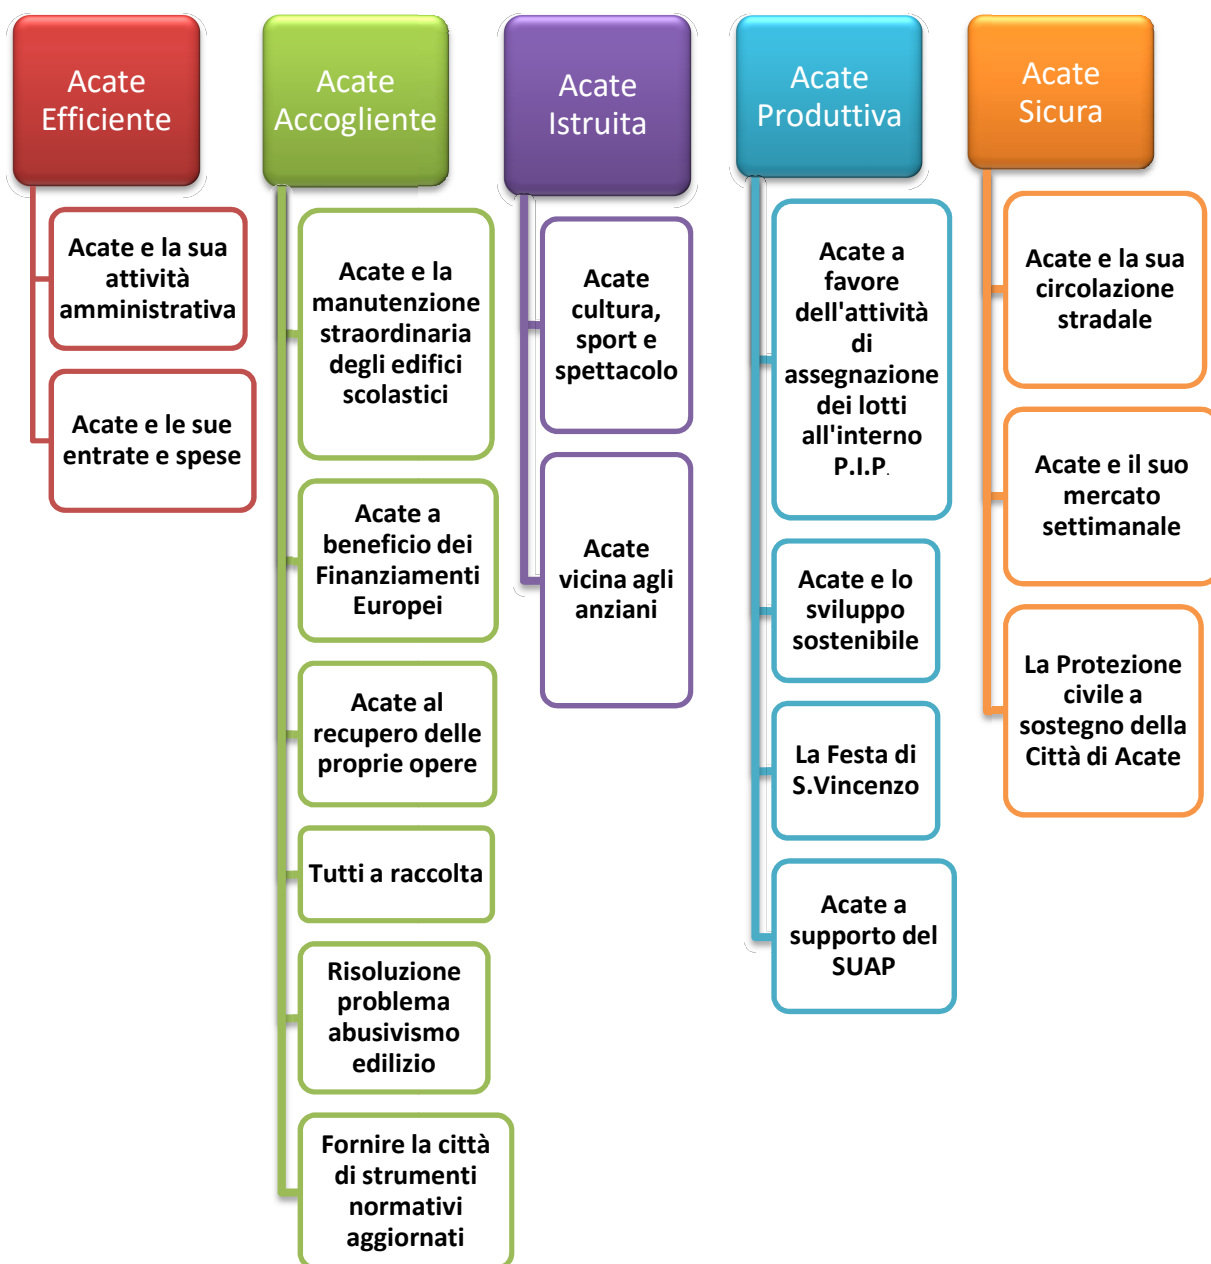 Acate
Efficiente
Acate e la sua
attività
amministrativa
Acate e le sue
entrate e spese
Acate
Accogliente
Acate e la
manutenzione
straordinaria
degli edifici
scolastici
Acate a
beneficio dei
Finanziamenti
Europei
Acate al
recupero delle
proprie opere
Tutti a raccolta
Risoluzione
problema
abusivismo
edilizio
Fornire la città
di strumenti
normativi
aggiornati
Acate
Istruita
Acate
cultura,
sport e
spettacolo
Acate
vicina agli
anziani
Acate
Produttiva
Acate a
favore
dell'attività
di
assegnazione
dei lotti
all'interno
P.I.P.
Acate e lo
sviluppo
sostenibile
La Festa di
S.Vincenzo
Acate a
supporto del
SUAP
Acate
Sicura
Acate e la sua
circolazione
stradale
Acate e il suo
mercato
settimanale
La Protezione
civile a
sostegno della
Città di Acate